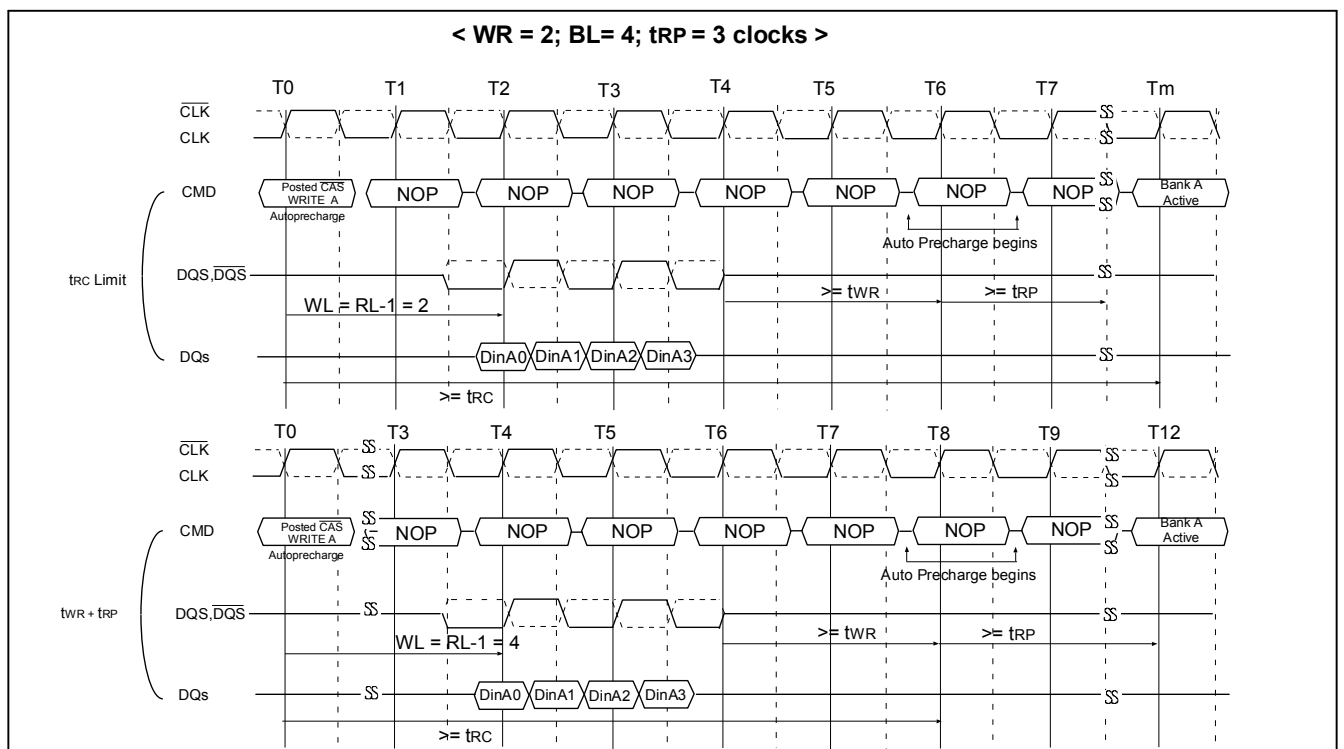 < WR = 2; BL= 4; tRP = 3 clocks >
T0 T1 T2 T3 T4 T5 T6 T7 Tm
CLK
CLK
CMD
Posted CAS
WRITE A
Autoprecharge
NOP NOP NOP NOP NOP NOP NOP
Bank A
Active
Auto Precharge begins
tRC Limit
DQS,DQS
WL = RL-1 = 2
>= tWR
>= tRP
DQs
DinA0 DinA1 DinA2 DinA3
>= tRC
T0 T3 T4 T5 T6 T7 T8 T9 T12
CLK
CLK
CMD
Posted CAS
WRITE A
Autoprecharge
NOP NOP NOP NOP NOP NOP NOP
Bank A
Active
Auto Precharge begins
tWR + tRP
DQS,DQS
WL = RL-1 = 4
>= tWR
>= tRP
DQs
DinA0 DinA1 DinA2 DinA3
>= tRC